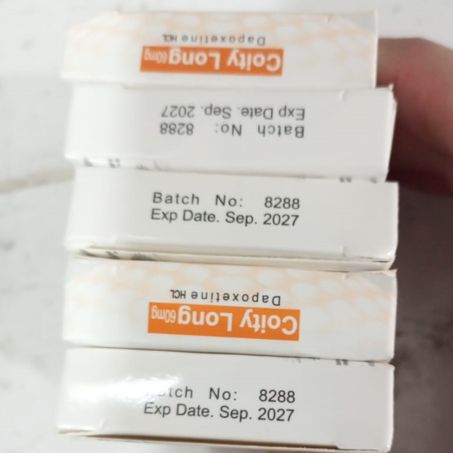 Coity Long 60mg
Dapoxetine HCL
Batch No: 8288
Exp Date. Sep. 2027
Batch No: 8288
Exp Date. Sep. 2027
Coity Long 60mg
Dapoxetine HCL
Batch No: 8288
Exp Date. Sep. 2027